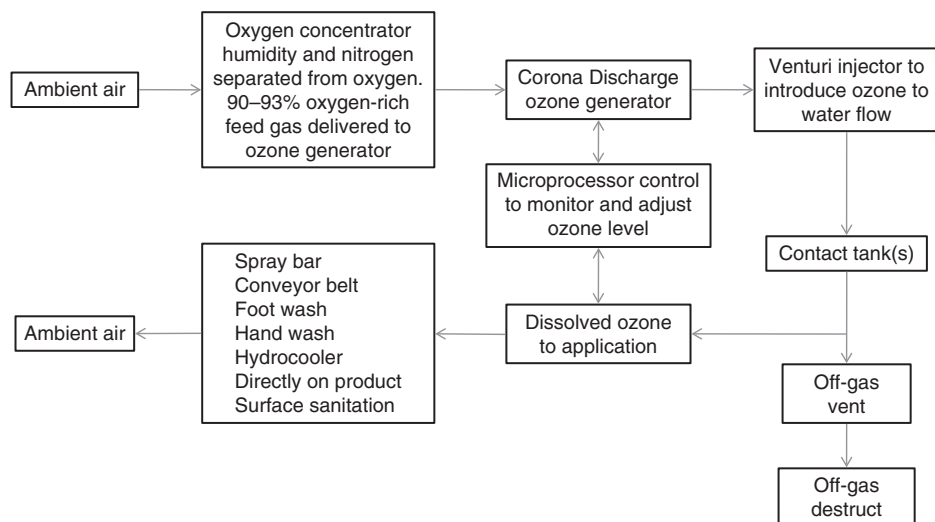 Ambient air
Oxygen concentrator
humidity and nitrogen
separated from oxygen.
90–93% oxygen-rich
feed gas delivered to
ozone generator
Corona Discharge
ozone generator
Venturi injector to
introduce ozone to
water flow
Microprocessor control
to monitor and adjust
ozone level
Contact tank(s)
Dissolved ozone
to application
Spray bar
Conveyor belt
Foot wash
Hand wash
Hydrocooler
Directly on product
Surface sanitation
Ambient air
Off-gas
vent
Off-gas
destruct